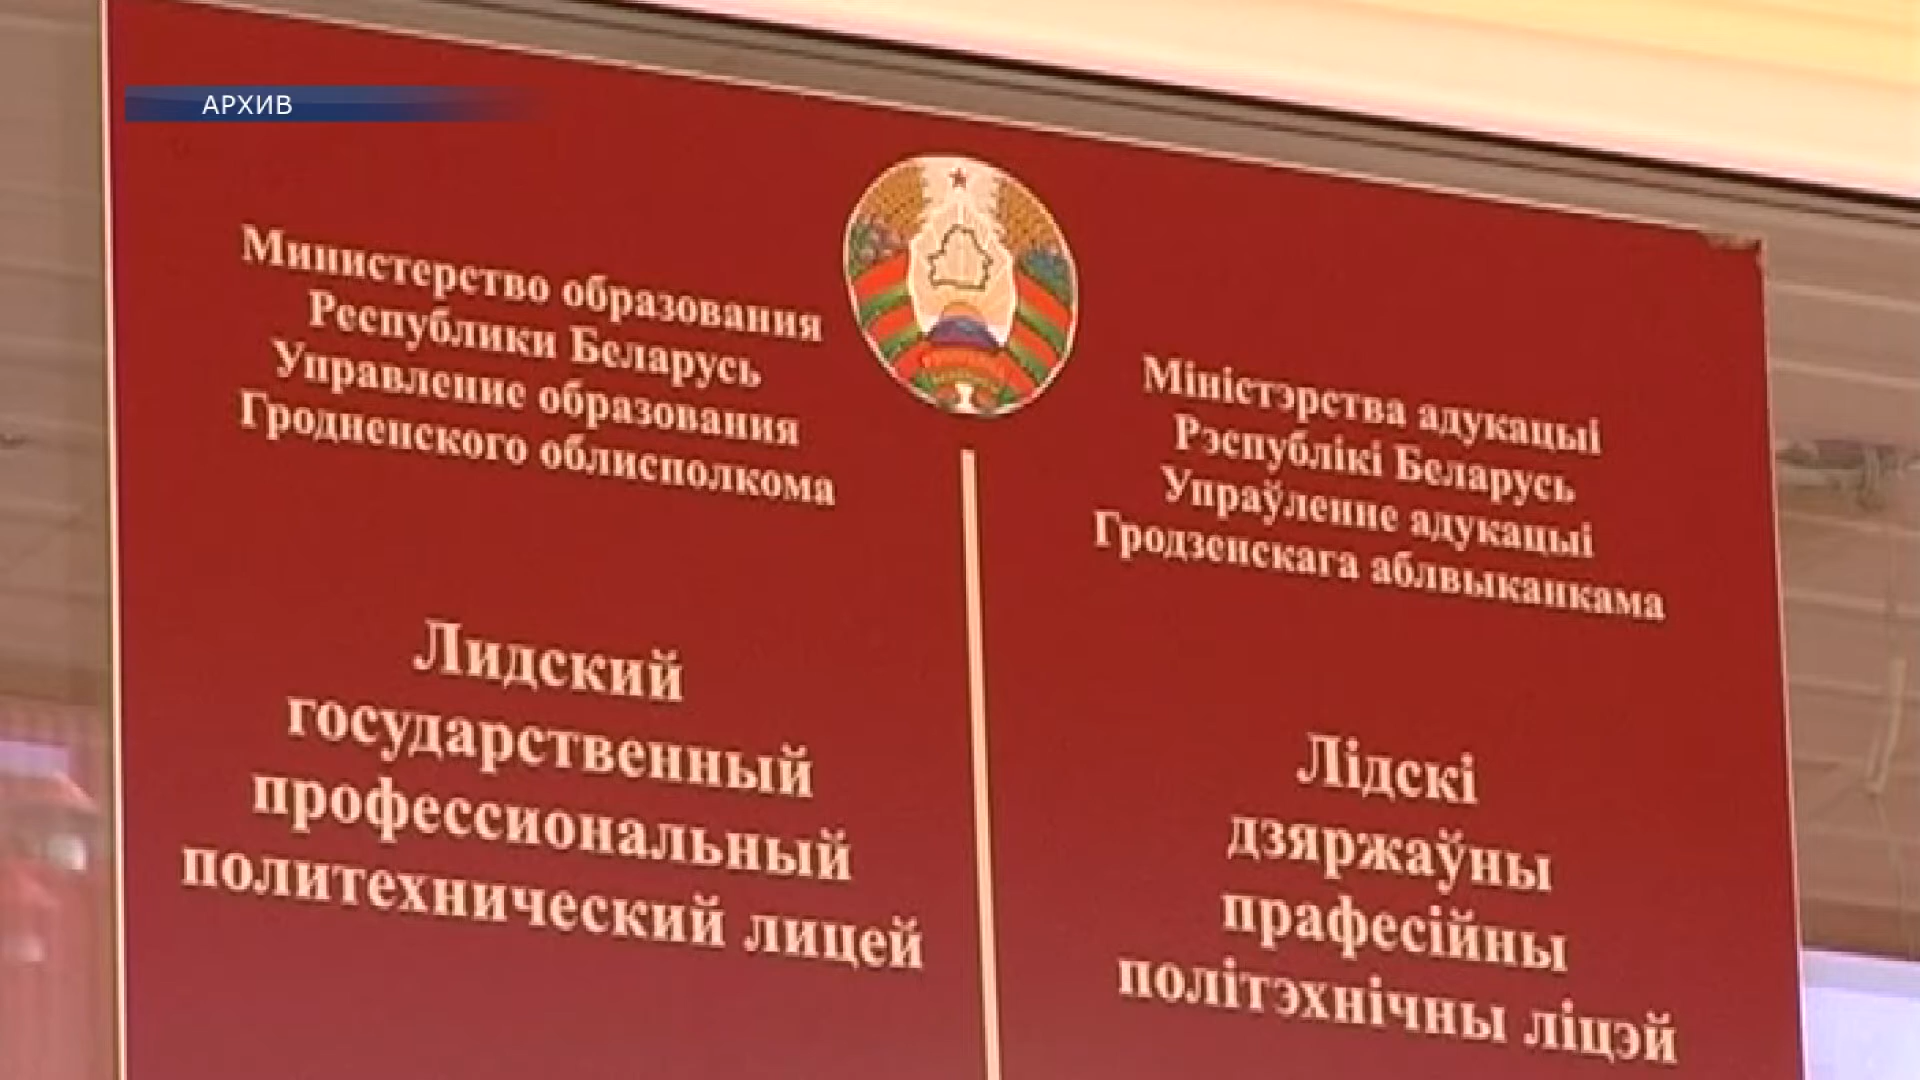 АРХИВ
Министерство образования
Республики Беларусь
Управление образования
Гродненского облисполкома
Лидский
государственный
профессиональный
политехнический лицей
Міністэрства адукацыі
Рэспублікі Беларусь
Упраўленне адукацыі
Гродзенскага аблвыканкама
Лідскі
дзяржаўны
прафесійны
політэхнічны ліцэй